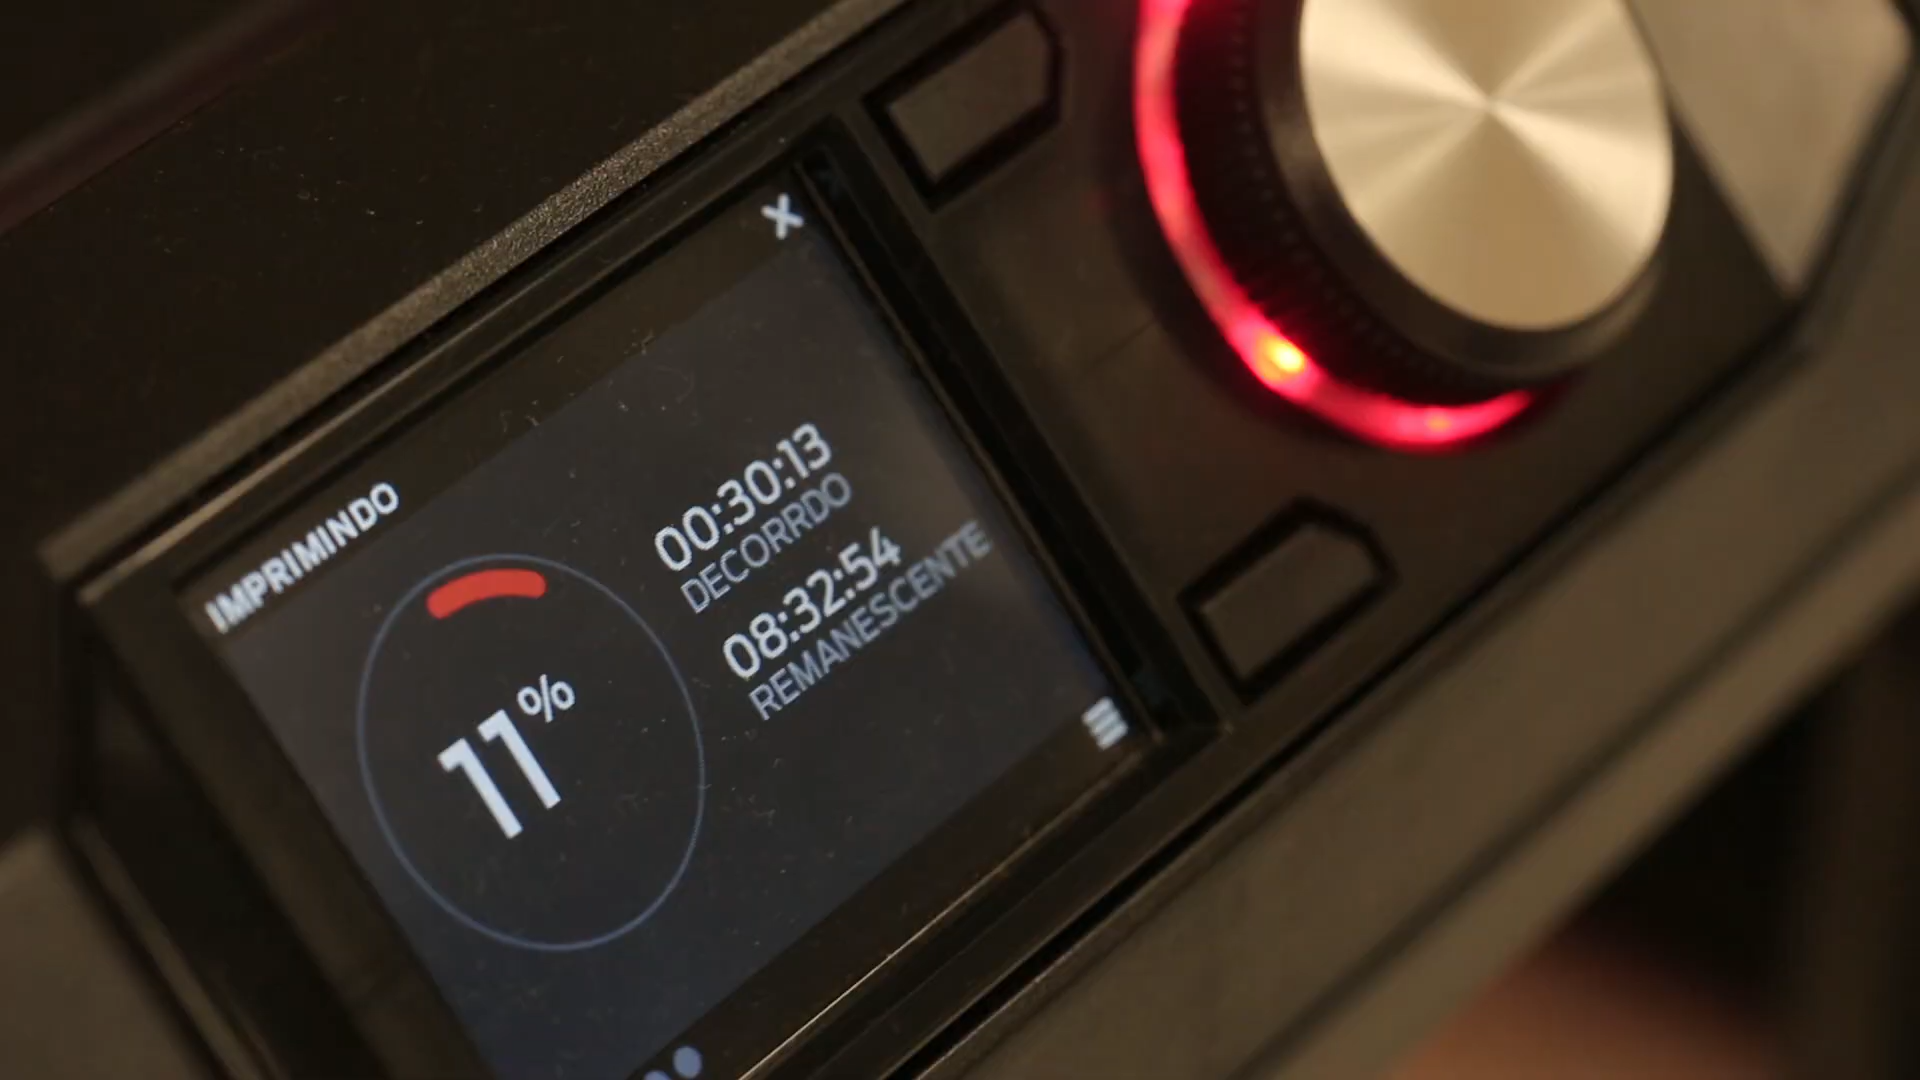 IMPRIMINDO
11%
00:30:13
DECORRDO
08:32:54
REMANESCENTE